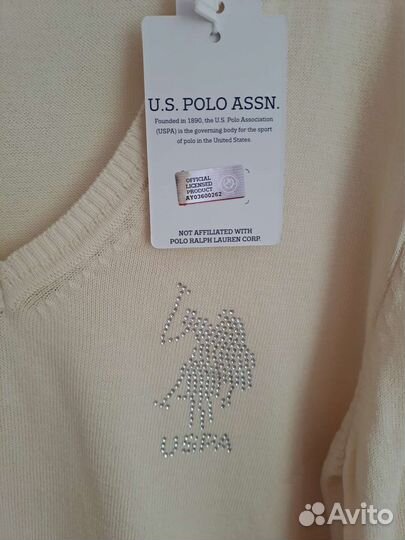 U.S. POLO ASSN.
Founded in 1890, the U.S. Polo Association
(USPA) is the governing body for the sport
of polo in the United States.
OFFICIAL
LICENSED
PRODUCT
AY03600262
NOT AFFILIATED WITH
POLO RALPH LAUREN CORP.
USPA
Avito